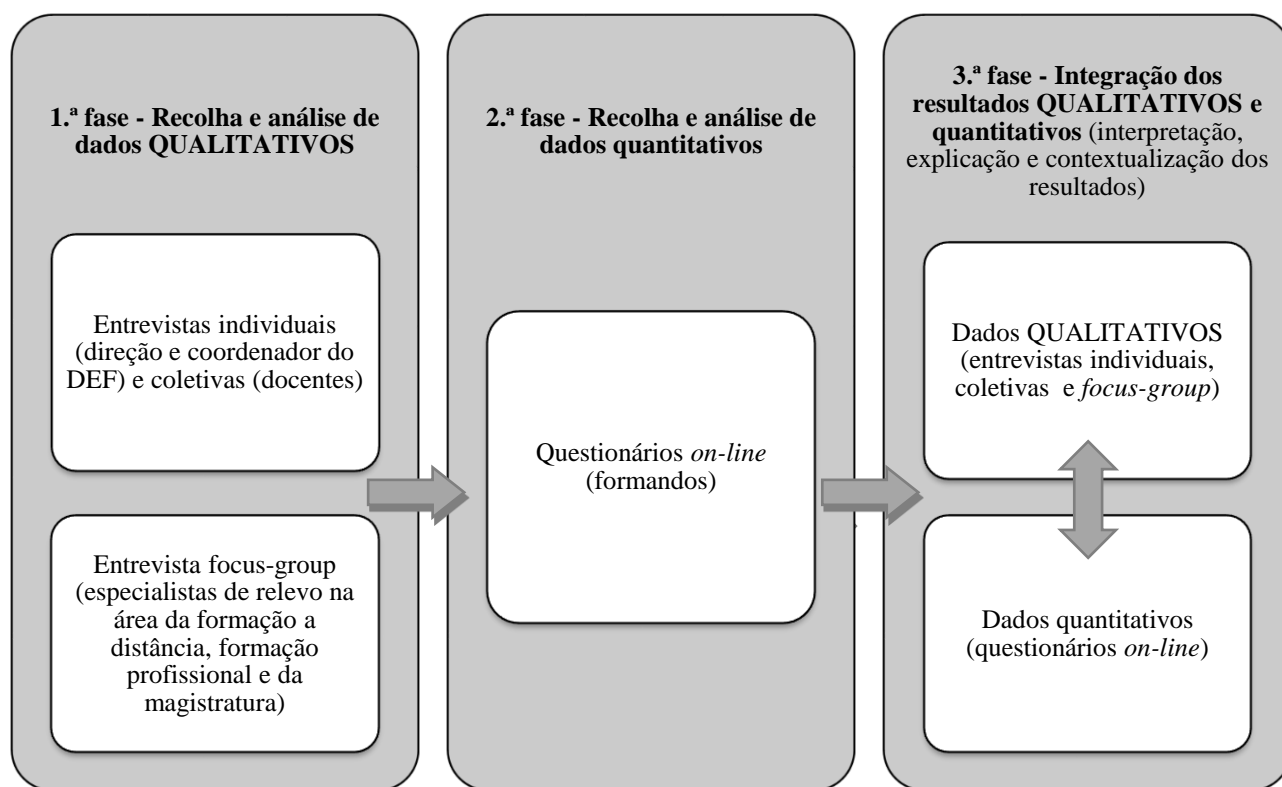 1.ª fase - Recolha e análise de
dados QUALITATIVOS
Entrevistas individuais
(direção e coordenador do
DEF) e coletivas (docentes)
Entrevista focus-group
(especialistas de relevo na
área da formação a
distância, formação
profissional e da
magistratura)
2.ª fase - Recolha e análise de
dados quantitativos
Questionários on-line
(formandos)
3.ª fase - Integração dos
resultados QUALITATIVOS e
quantitativos (interpretação,
explicação e contextualização dos
resultados)
Dados QUALITATIVOS
(entrevistas individuais,
coletivas e focus-group)
Dados quantitativos
(questionários on-line)